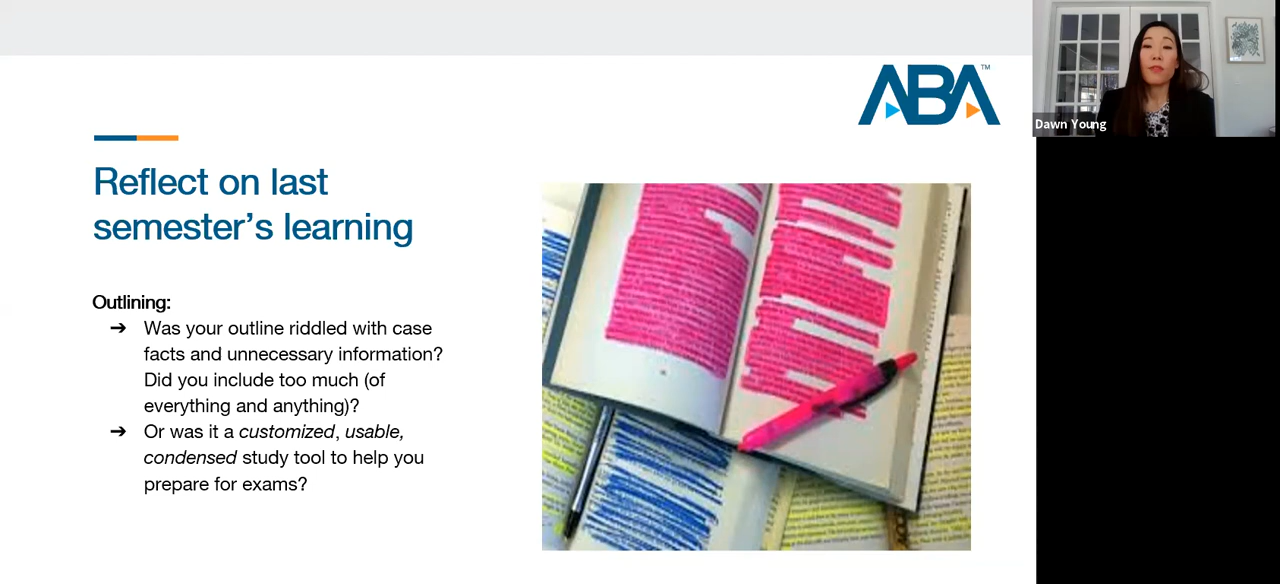 ABA™
Dawn Young
Reflect on last
semester’s learning
Outlining:
➔ Was your outline riddled with case
facts and unnecessary information?
Did you include too much (of
everything and anything)?
➔ Or was it a customized, usable,
condensed study tool to help you
prepare for exams?